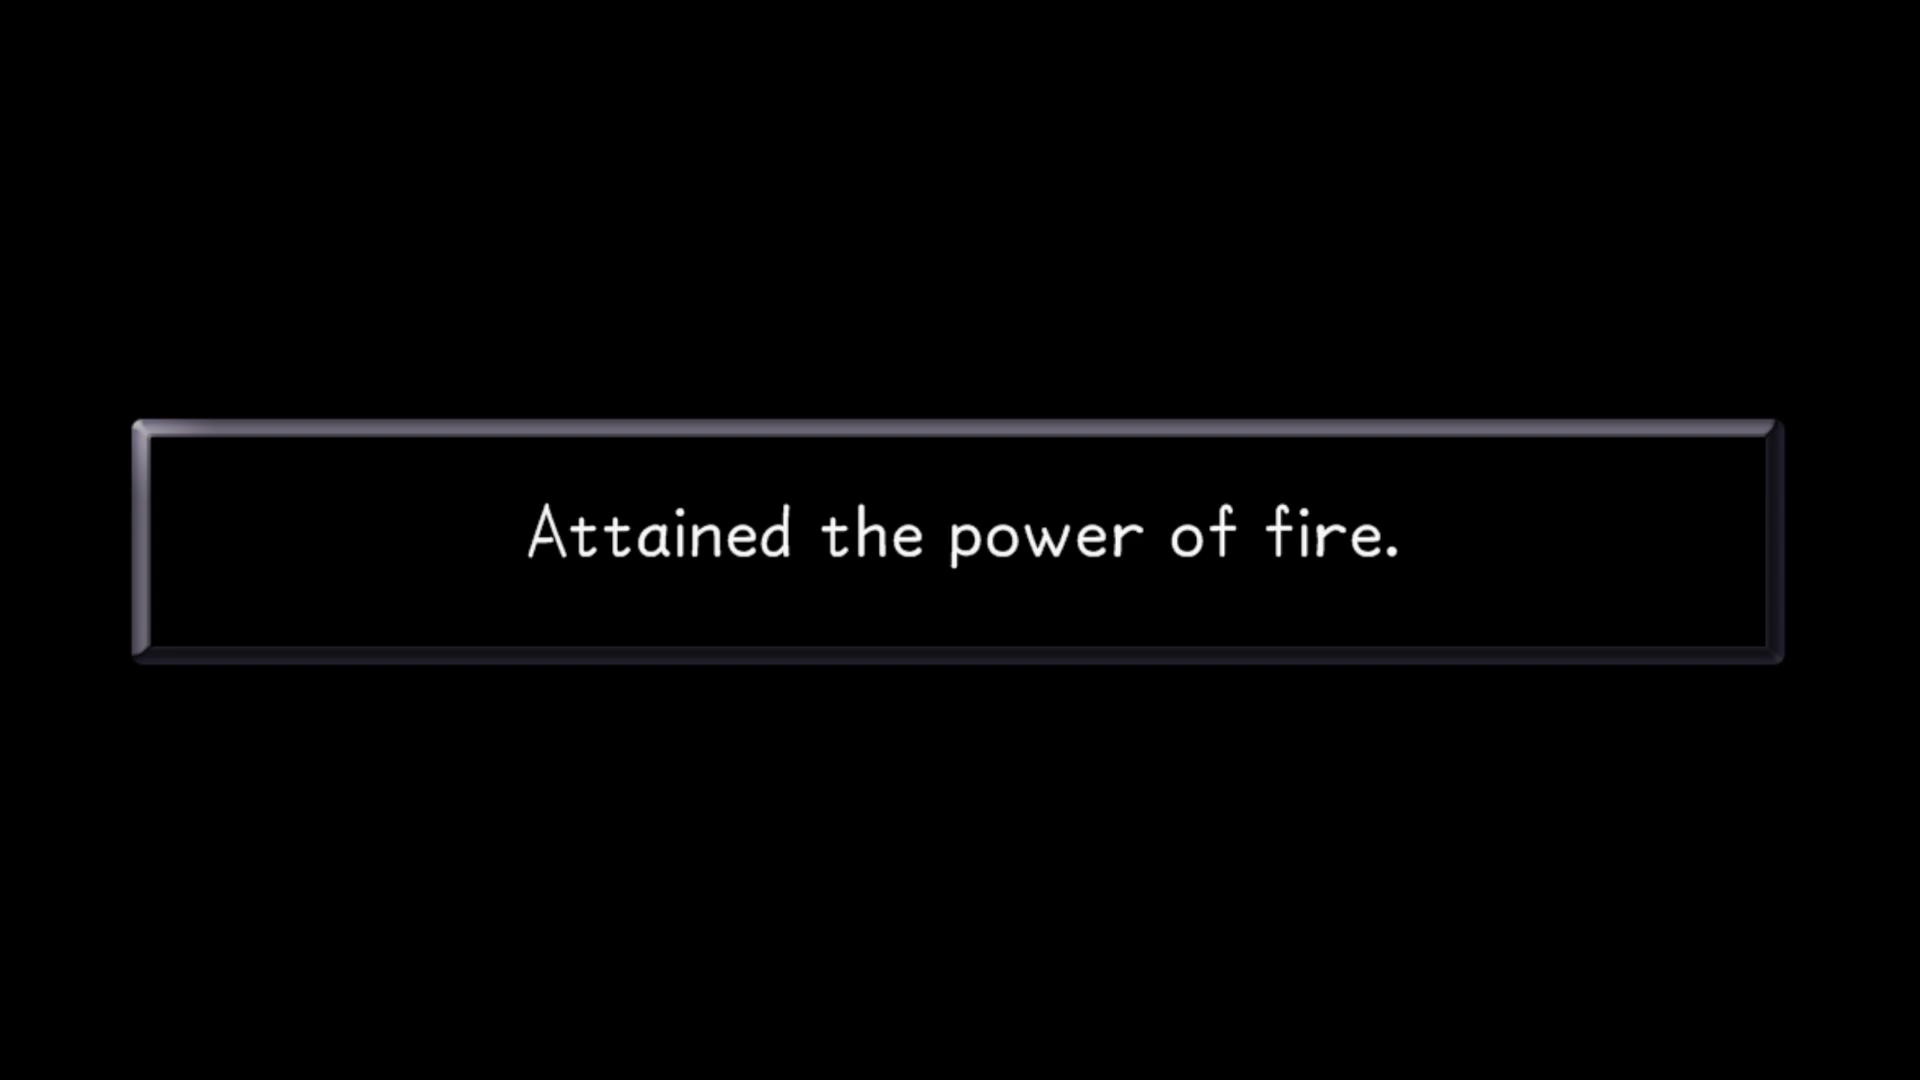 Attained the power of fire.